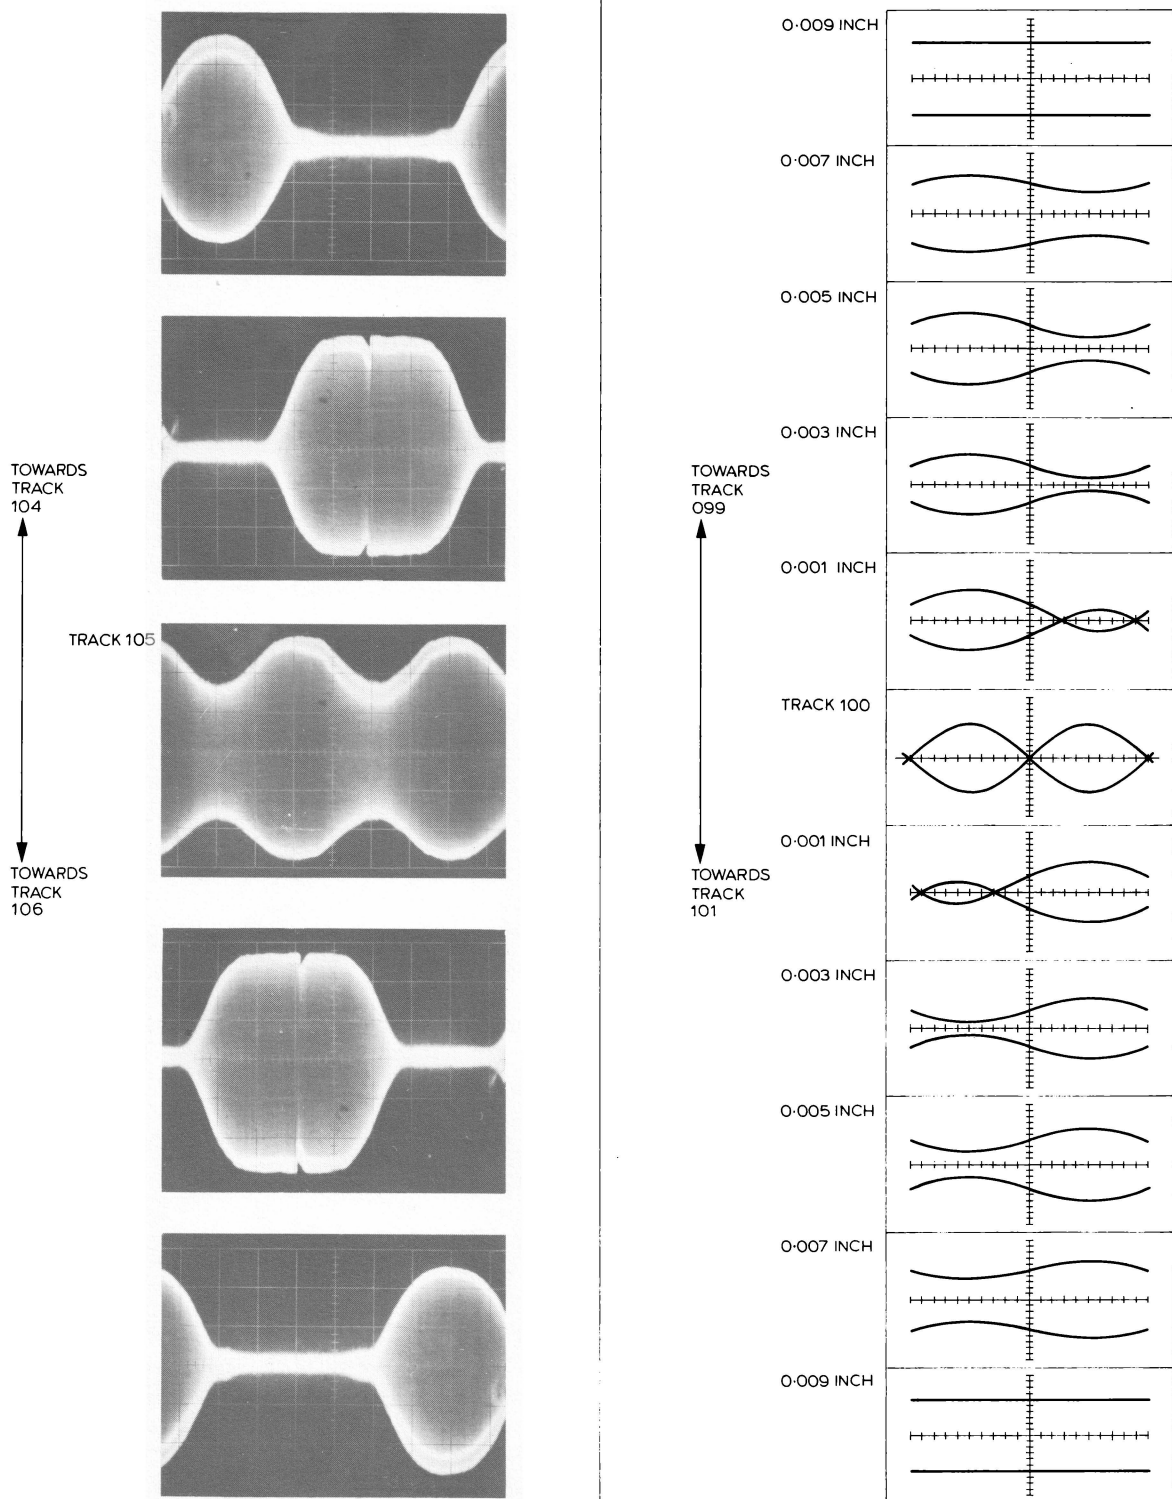 TOWARDS
TRACK
104
TRACK 105
TOWARDS
TRACK
106
TOWARDS
TRACK
099
TOWARDS
TRACK
101
0·009 INCH
0·007 INCH
0·005 INCH
0·003 INCH
0·001 INCH
TRACK 100
0·001 INCH
0·003 INCH
0·005 INCH
0·007 INCH
0·009 INCH